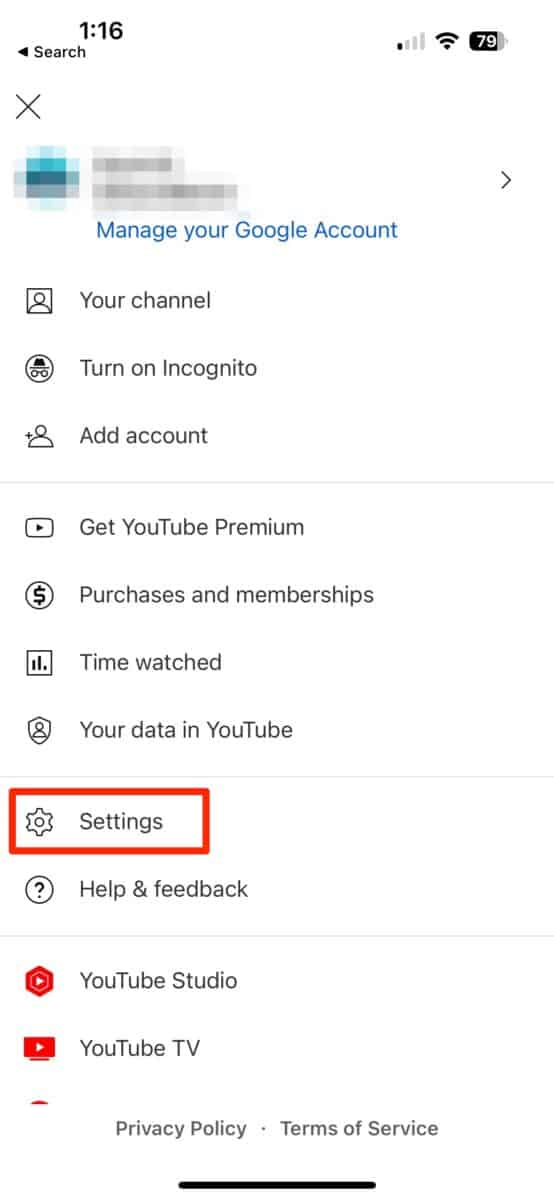 1:16
79
◀ Search
Manage your Google Account
Your channel
Turn on Incognito
Add account
Get YouTube Premium
Purchases and memberships
Time watched
Your data in YouTube
Settings
Help & feedback
YouTube Studio
YouTube TV
Privacy Policy · Terms of Service